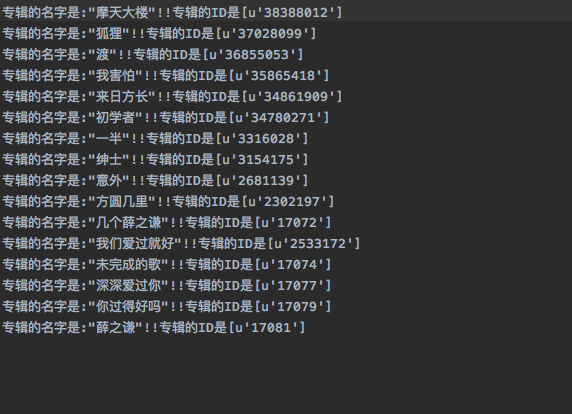 专辑的名字是:"摩天大楼"!!专辑的ID是[u'38388012']
专辑的名字是:"狐狸"!!专辑的ID是[u'37028099']
专辑的名字是:"渡"!!专辑的ID是[u'36855053']
专辑的名字是:"我害怕"!!专辑的ID是[u'35865418']
专辑的名字是:"来日方长"!!专辑的ID是[u'34861909']
专辑的名字是:"初学者"!!专辑的ID是[u'34780271']
专辑的名字是:"一半"!!专辑的ID是[u'3316028']
专辑的名字是:"绅士"!!专辑的ID是[u'3154175']
专辑的名字是:"意外"!!专辑的ID是[u'2681139']
专辑的名字是:"方圆几里"!!专辑的ID是[u'2302197']
专辑的名字是:"几个薛之谦"!!专辑的ID是[u'17072']
专辑的名字是:"我们爱过就好"!!专辑的ID是[u'2533172']
专辑的名字是:"未完成的歌"!!专辑的ID是[u'17074']
专辑的名字是:"深深爱过你"!!专辑的ID是[u'17077']
专辑的名字是:"你过得好吗"!!专辑的ID是[u'17079']
专辑的名字是:"薛之谦"!!专辑的ID是[u'17081']